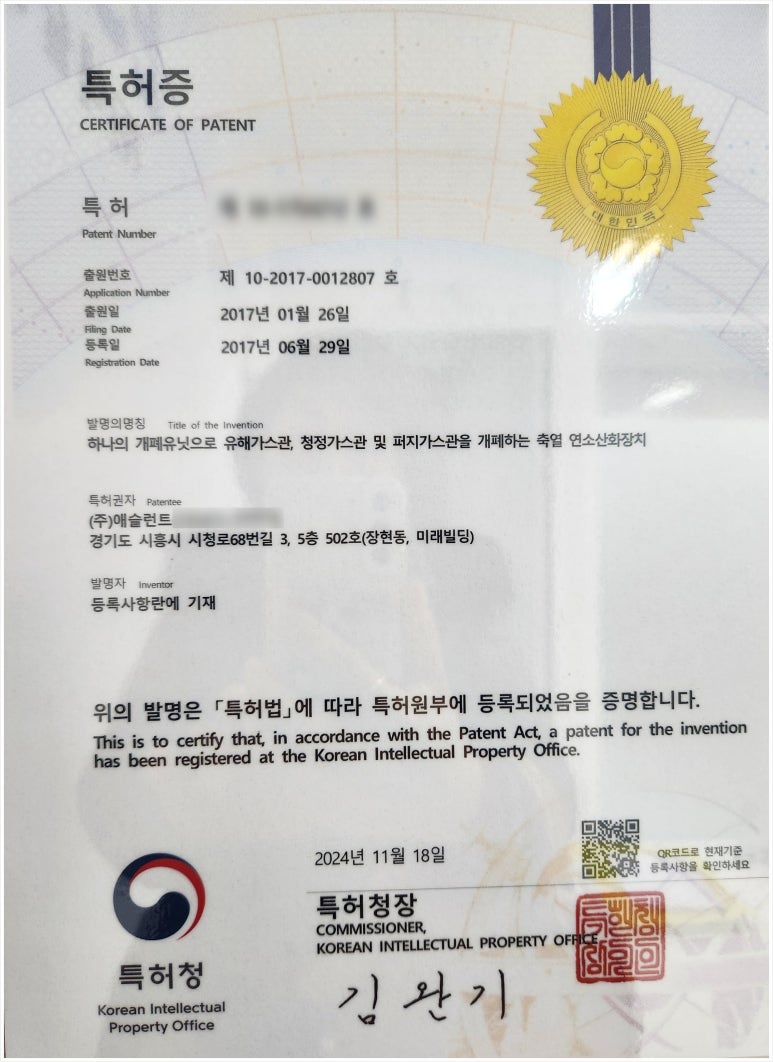 특허증
CERTIFICATE OF PATENT
대한민국
특허
Patent Number
출원번호 제 10-2017-0012807 호
Application Number
출원일 2017년 01월 26일
Filing Date
등록일 2017년 06월 29일
Registration Date
발명의명칭 Title of the Invention
하나의 개폐유닛으로 유해가스관, 청정가스관 및 퍼지가스관을 개폐하는 축열 연소산화장치
특허권자 Patentee
(주)애슬런트
경기도 시흥시 시청로68번길 3, 5층 502호(장현동, 미래빌딩)
발명자 Inventor
등록사항란에 기재
위의 발명은 「특허법」에 따라 특허원부에 등록되었음을 증명합니다.
This is to certify that, in accordance with the Patent Act, a patent for the invention
has been registered at the Korean Intellectual Property Office.
2024년 11월 18일
QR코드로 현재기준
등록사항을 확인하세요
특허청장
COMMISSIONER,
KOREAN INTELLECTUAL PROPERTY OFFICE
김완기
특허청
Korean Intellectual
Property Office